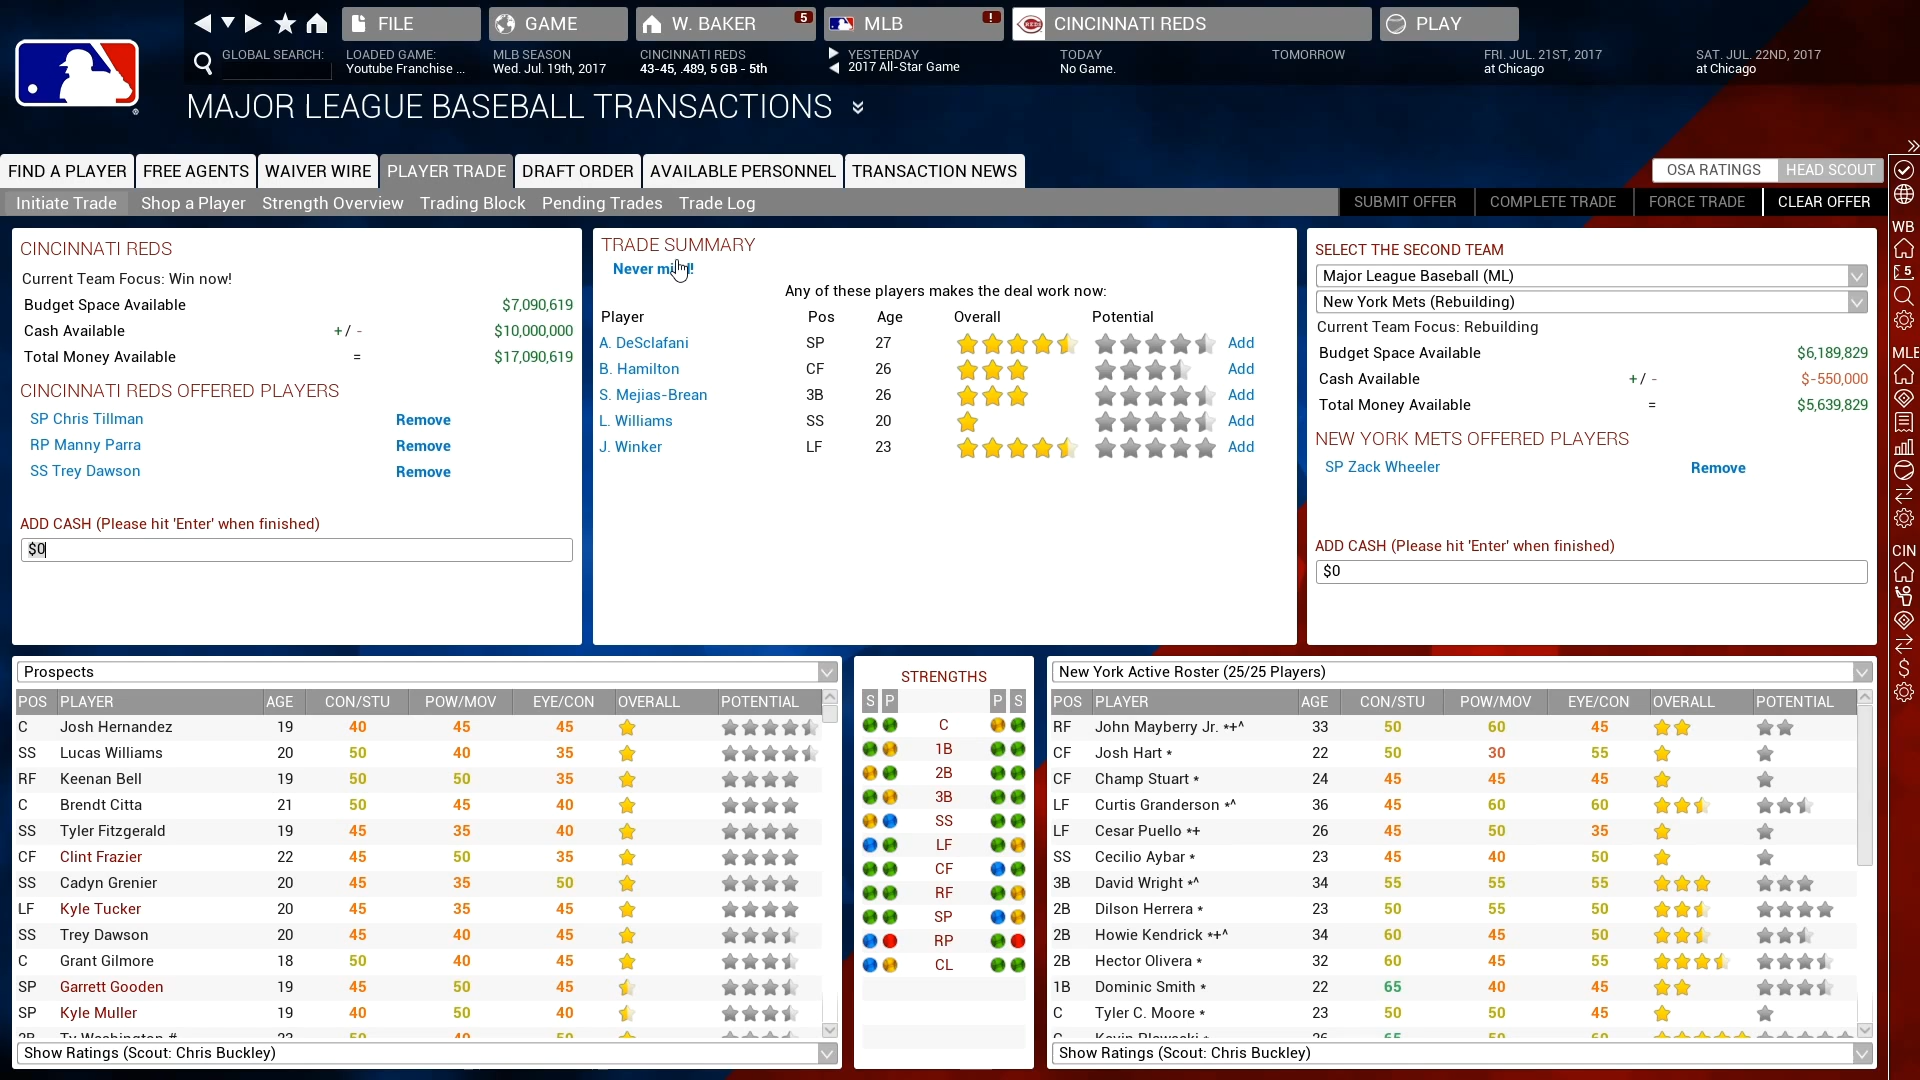 FILE
GAME
W. BAKER
5
MLB
!
CINCINNATI REDS
PLAY
GLOBAL SEARCH:
LOADED GAME:
Youtube Franchise ...
MLB SEASON
Wed. Jul. 19th, 2017
CINCINNATI REDS
43-45, .489, 5 GB - 5th
YESTERDAY
2017 All-Star Game
TODAY
No Game.
TOMORROW
FRI. JUL. 21ST, 2017
at Chicago
SAT. JUL. 22ND, 2017
at Chicago
MAJOR LEAGUE BASEBALL TRANSACTIONS
FIND A PLAYER
FREE AGENTS
WAIVER WIRE
PLAYER TRADE
DRAFT ORDER
AVAILABLE PERSONNEL
TRANSACTION NEWS
OSA RATINGS
HEAD SCOUT
Initiate Trade
Shop a Player
Strength Overview
Trading Block
Pending Trades
Trade Log
SUBMIT OFFER
COMPLETE TRADE
FORCE TRADE
CLEAR OFFER
CINCINNATI REDS
Current Team Focus: Win now!
Budget Space Available $7,090,619
Cash Available +/- $10,000,000
Total Money Available = $17,090,619
CINCINNATI REDS OFFERED PLAYERS
SP Chris Tillman Remove
RP Manny Parra Remove
SS Trey Dawson Remove
ADD CASH (Please hit 'Enter' when finished)
$0
TRADE SUMMARY
Never
Any of these players makes the deal work now:
Player Pos Age Overall Potential
A. DeSclafani SP 27 Add
B. Hamilton CF 26 Add
S. Mejias-Brean 3B 26 Add
L. Williams SS 20 Add
J. Winker LF 23 Add
SELECT THE SECOND TEAM
Major League Baseball (ML)
New York Mets (Rebuilding)
Current Team Focus: Rebuilding
Budget Space Available $6,189,829
Cash Available +/- $-550,000
Total Money Available = $5,639,829
NEW YORK METS OFFERED PLAYERS
SP Zack Wheeler Remove
ADD CASH (Please hit 'Enter' when finished)
$0
WB
5
MLB
CIN
$
Prospects
POS PLAYER AGE CON/STU POW/MOV EYE/CON OVERALL POTENTIAL
C Josh Hernandez 19 40 45 45
SS Lucas Williams 20 50 40 35
RF Keenan Bell 19 50 50 35
C Brendt Citta 21 50 45 40
SS Tyler Fitzgerald 19 45 35 40
CF Clint Frazier 22 45 50 35
SS Cadyn Grenier 20 45 35 50
LF Kyle Tucker 20 45 35 45
SS Trey Dawson 20 45 40 45
C Grant Gilmore 18 50 40 45
SP Garrett Gooden 19 45 50 45
SP Kyle Muller 19 40 50 40
2B Ty Washington # 23 50 40 50
Show Ratings (Scout: Chris Buckley)
STRENGTHS
S P P S
C
1B
2B
3B
SS
LF
CF
RF
SP
RP
CL
New York Active Roster (25/25 Players)
POS PLAYER AGE CON/STU POW/MOV EYE/CON OVERALL POTENTIAL
RF John Mayberry Jr. *+^ 33 50 60 45
CF Josh Hart * 22 50 30 55
CF Champ Stuart * 24 45 45 45
LF Curtis Granderson *^ 36 45 60 60
LF Cesar Puello *+ 26 45 50 35
SS Cecilio Aybar * 23 45 40 50
3B David Wright *^ 34 55 55 55
2B Dilson Herrera * 23 50 55 50
2B Howie Kendrick *+^ 34 60 45 50
2B Hector Olivera * 32 60 45 55
1B Dominic Smith * 22 65 40 45
C Tyler C. Moore * 23 50 50 45
C Kevin Plawecki * 26 65 50 60
Show Ratings (Scout: Chris Buckley)